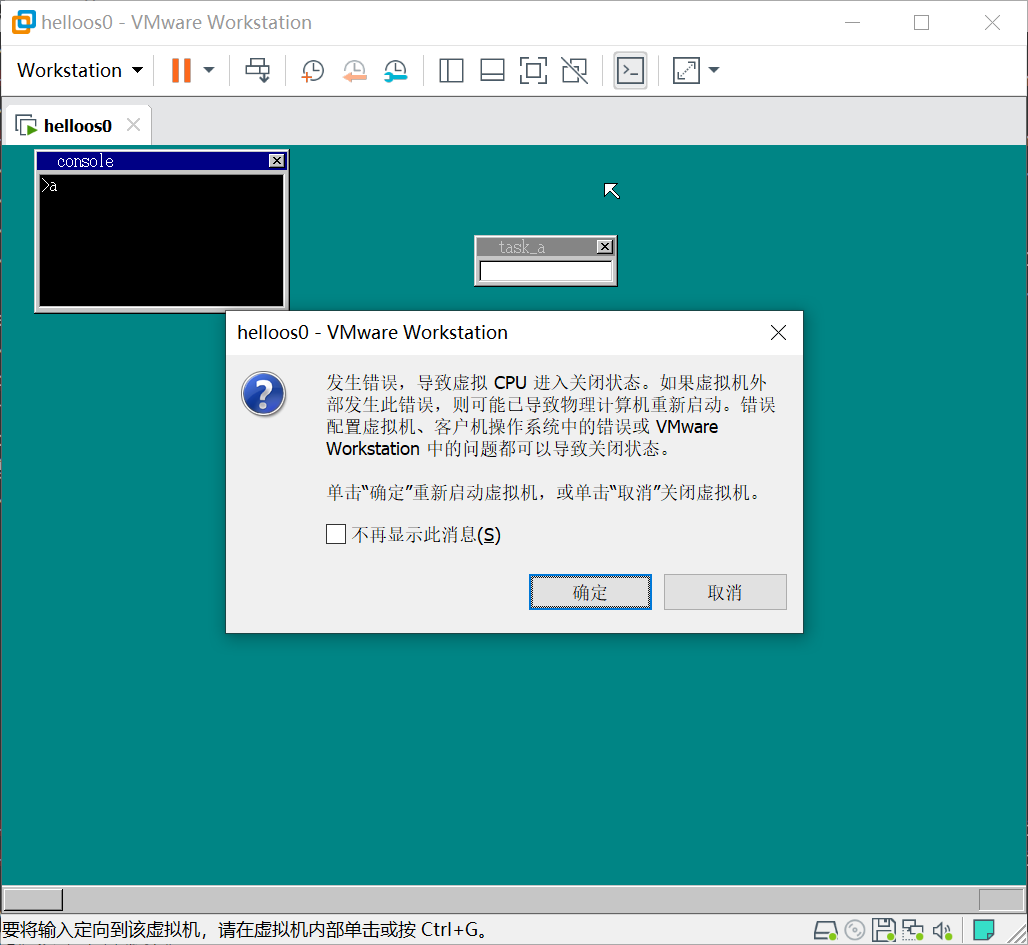 helloos0 - VMware Workstation
Workstation
helloos0
console
>a
task_a
helloos0 - VMware Workstation
发生错误，导致虚拟 CPU 进入关闭状态。如果虚拟机外
部发生此错误，则可能已导致物理计算机重新启动。错误
配置虚拟机、客户机操作系统中的错误或 VMware
Workstation 中的问题都可以导致关闭状态。
单击“确定”重新启动虚拟机，或单击“取消”关闭虚拟机。
不再显示此消息(S)
确定
取消
要将输入定向到该虚拟机，请在虚拟机内部单击或按 Ctrl+G。